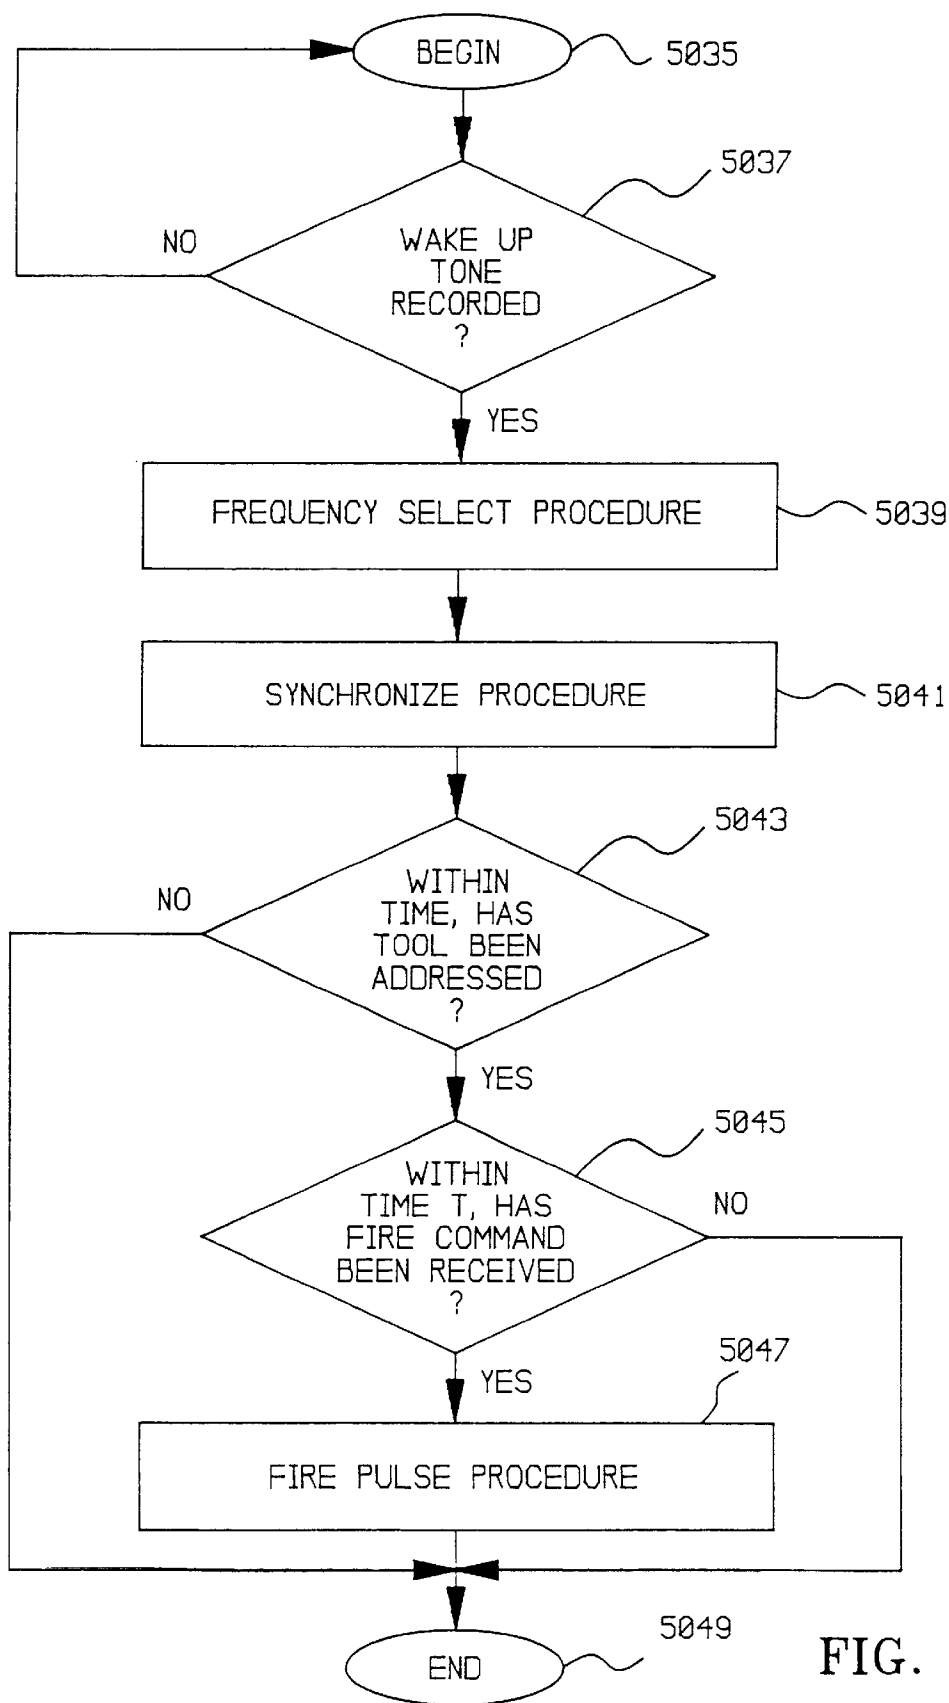 BEGIN
5035
5037
WAKE UP
TONE
RECORDED
?
NO
YES
FREQUENCY SELECT PROCEDURE
5039
SYNCHRONIZE PROCEDURE
5041
5043
NO
WITHIN
TIME, HAS
TOOL BEEN
ADDRESSED
?
YES
5045
WITHIN
TIME T, HAS
FIRE COMMAND
BEEN RECEIVED
?
NO
YES
5047
FIRE PULSE PROCEDURE
5049
END
FIG.